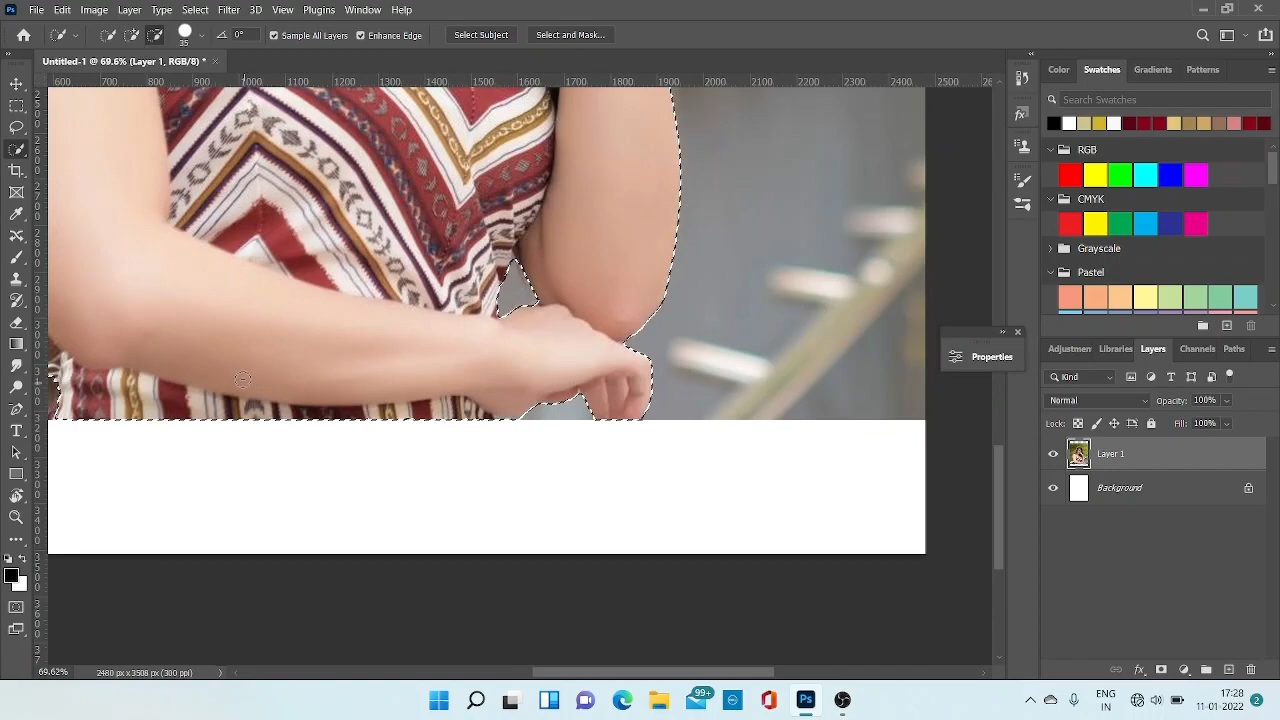 File Edit Image Layer Type Select Filter 3D View Plugins Window Help
35 0° Sample All Layers Enhance Edge Select Subject Select and Mask...
Untitled-1 @ 69.6% (Layer 1, RGB/8) *
600 700 800 900 1000 1100 1200 1300 1400 1500 1600 1700 1800 1900 2000 2100 2200 2300 2400 2500
Color Swatches Gradients Patterns
Search Swatches
RGB
CMYK
Grayscale
Pastel
Properties
Adjustmen Libraries Layers Channels Paths
Kind
Normal Opacity: 100%
Lock: Fill: 100%
Layer 1
Background
69.62% 2480 px x 3508 px (300 ppi)
99+
Ps
ENG
IN
17:28
11-01-2022
2